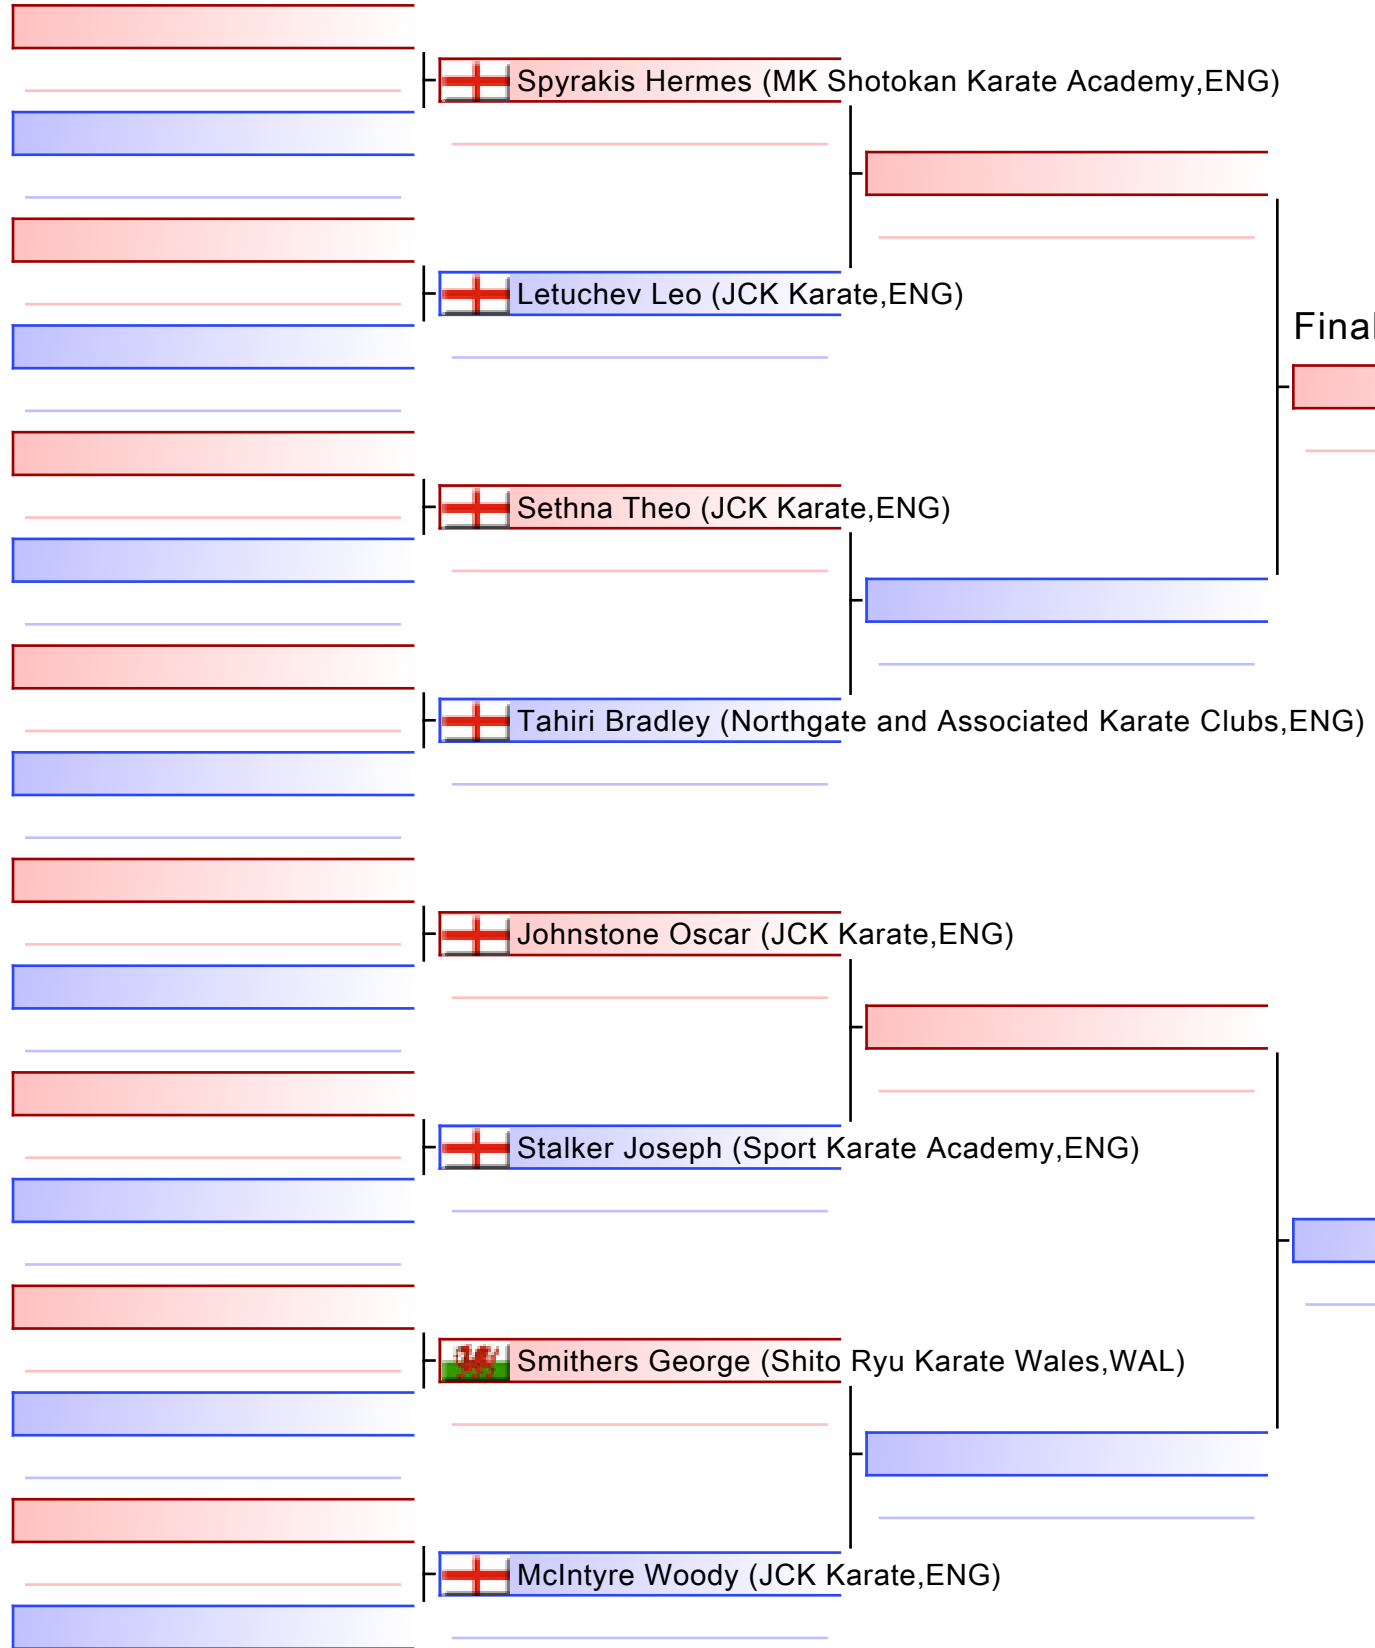 Spyrakis Hermes (MK Shotokan Karate Academy,ENG)
Letuchev Leo (JCK Karate,ENG)
Final
Sethna Theo (JCK Karate,ENG)
Tahiri Bradley (Northgate and Associated Karate Clubs,ENG)
Johnstone Oscar (JCK Karate,ENG)
Stalker Joseph (Sport Karate Academy,ENG)
Smithers George (Shito Ryu Karate Wales,WAL)
McIntyre Woody (JCK Karate,ENG)